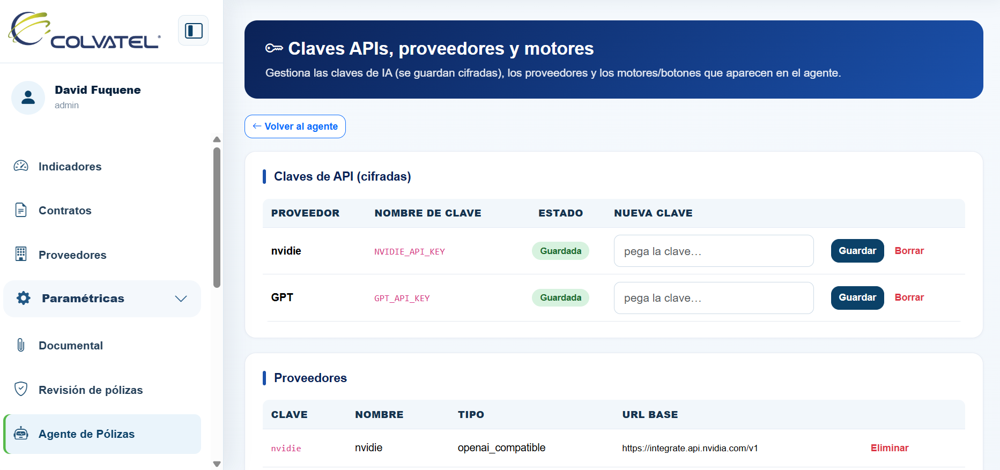 COLVATEL®
David Fuquene
admin
Indicadores
Contratos
Proveedores
Paramétricas
Documental
Revisión de pólizas
Agente de Pólizas
Claves APIs, proveedores y motores
Gestiona las claves de IA (se guardan cifradas), los proveedores y los motores/botones que aparecen en el agente.
← Volver al agente
Claves de API (cifradas)
PROVEEDOR NOMBRE DE CLAVE ESTADO NUEVA CLAVE
nvidie NVIDIE_API_KEY Guardada pega la clave... Guardar Borrar
GPT GPT_API_KEY Guardada pega la clave... Guardar Borrar
Proveedores
CLAVE NOMBRE TIPO URL BASE
nvidie nvidie openai_compatible https://integrate.api.nvidia.com/v1 Eliminar